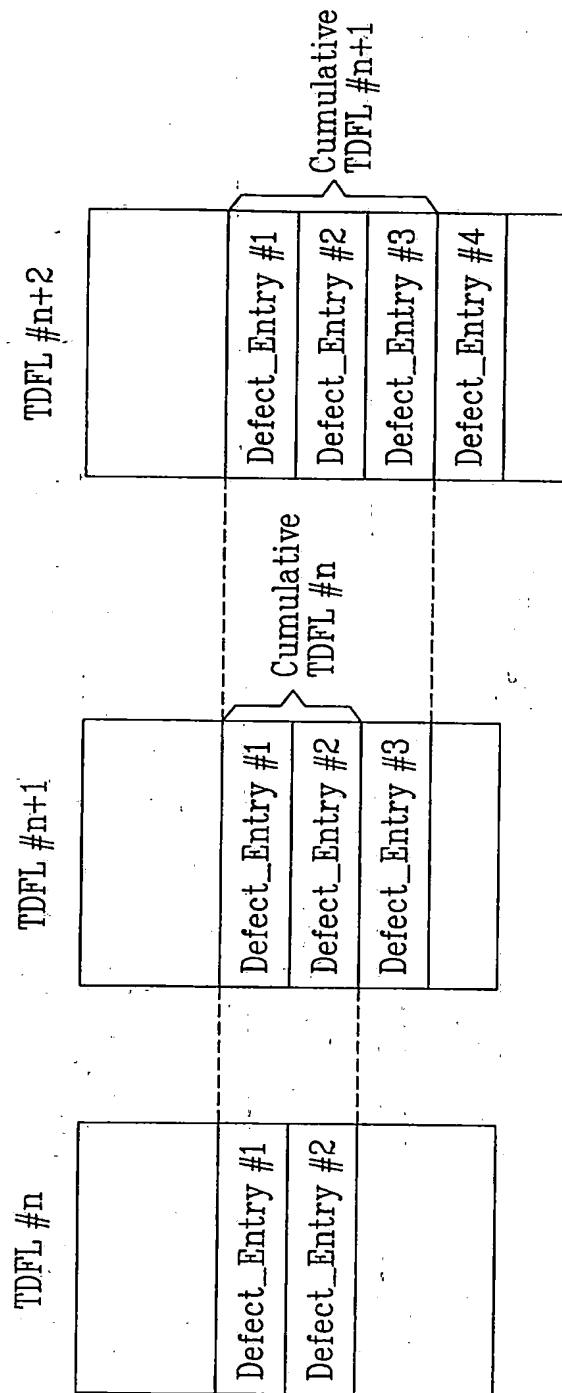 TDFL #n
Defect_Entry #1
Defect_Entry #2
TDFL #n+1
Defect_Entry #1
Defect_Entry #2
Defect_Entry #3
Cumulative
TDFL #n
TDFL #n+2
Defect_Entry #1
Defect_Entry #2
Defect_Entry #3
Defect_Entry #4
Cumulative
TDFL #n+1